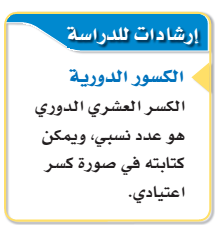 إرشادات للدراسة
الكسور الدورية
الكسر العشري الدوري
هو عدد نسبي، ويمكن
كتابته في صورة كسر
اعتيادي.